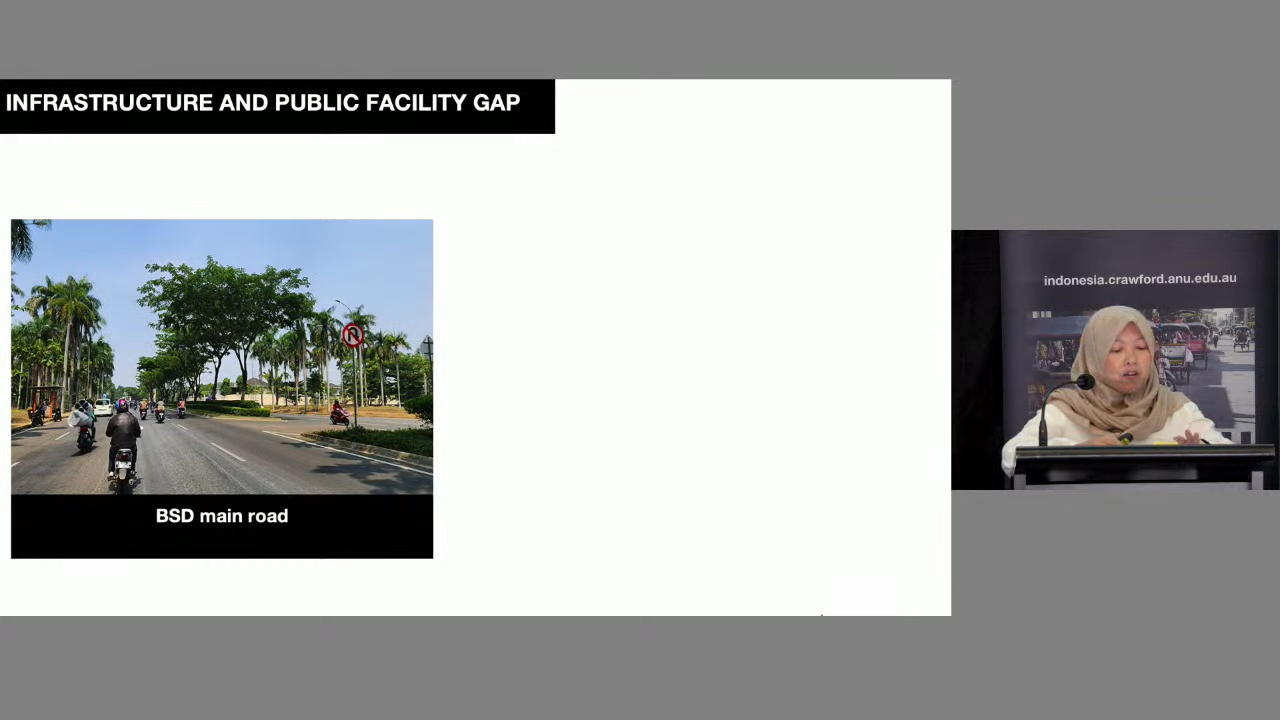 INFRASTRUCTURE AND PUBLIC FACILITY GAP
indonesia.crawford.anu.edu.au
BSD main road